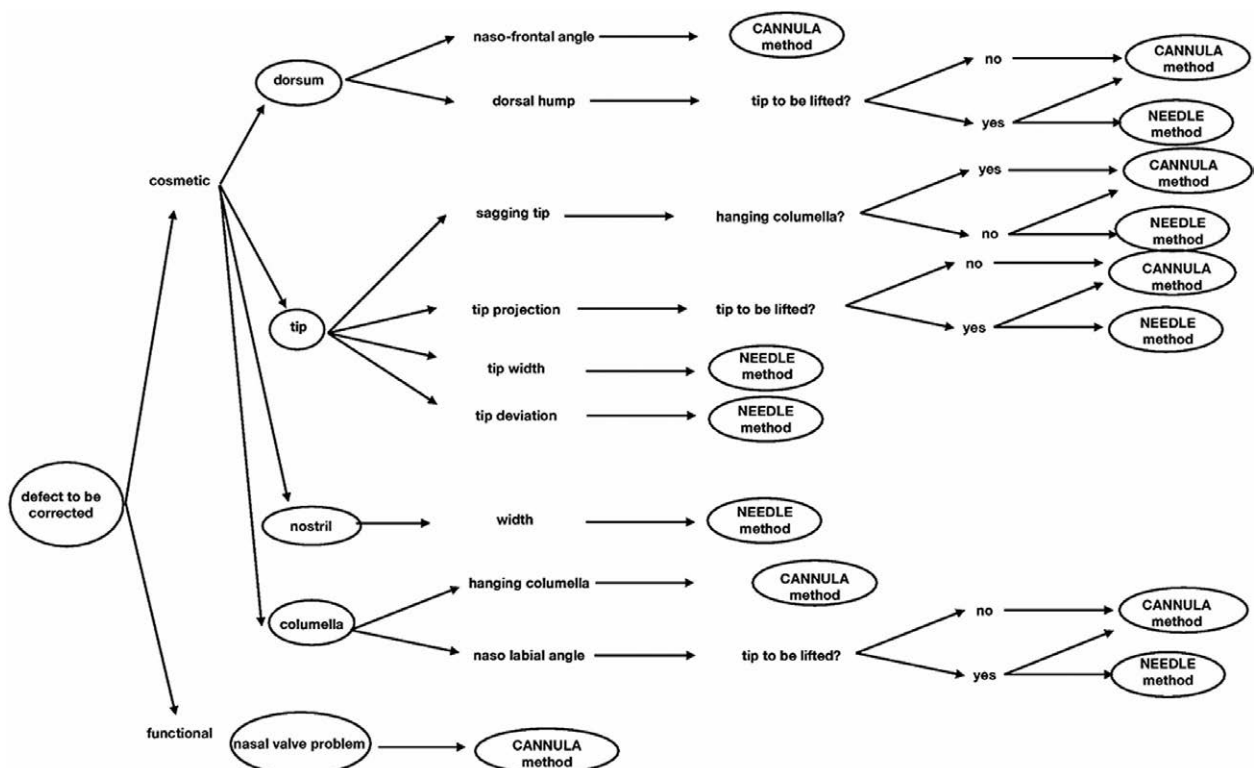 naso-frontal angle
CANNULA
method
dorsum
no
CANNULA
method
dorsal hump
tip to be lifted?
yes
NEEDLE
method
cosmetic
yes
CANNULA
method
sagging tip
hanging columella?
no
NEEDLE
method
no
CANNULA
method
tip
tip projection
tip to be lifted?
yes
NEEDLE
method
tip width
NEEDLE
method
tip deviation
NEEDLE
method
defect to be
corrected
nostril
width
NEEDLE
method
hanging columella
CANNULA
method
columella
no
CANNULA
method
naso labial angle
tip to be lifted?
yes
NEEDLE
method
functional
nasal valve problem
CANNULA
method